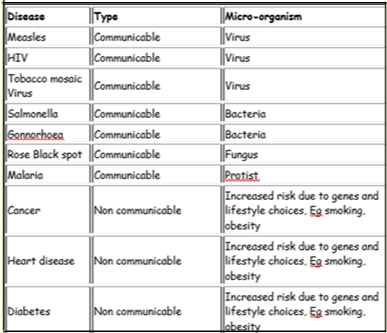 Disease Type Micro-organism
Measles Communicable Virus
HIV Communicable Virus
Tobacco mosaic
Virus Communicable Virus
Salmonella Communicable Bacteria
Gonnorhoea Communicable Bacteria
Rose Black spot Communicable Fungus
Malaria Communicable Protist
Cancer Non communicable Increased risk due to genes and
lifestyle choices, Eg smoking,
obesity
Heart disease Non communicable Increased risk due to genes and
lifestyle choices, Eg smoking,
obesity
Diabetes Non communicable Increased risk due to genes and
lifestyle choices, Eg smoking,
obesity